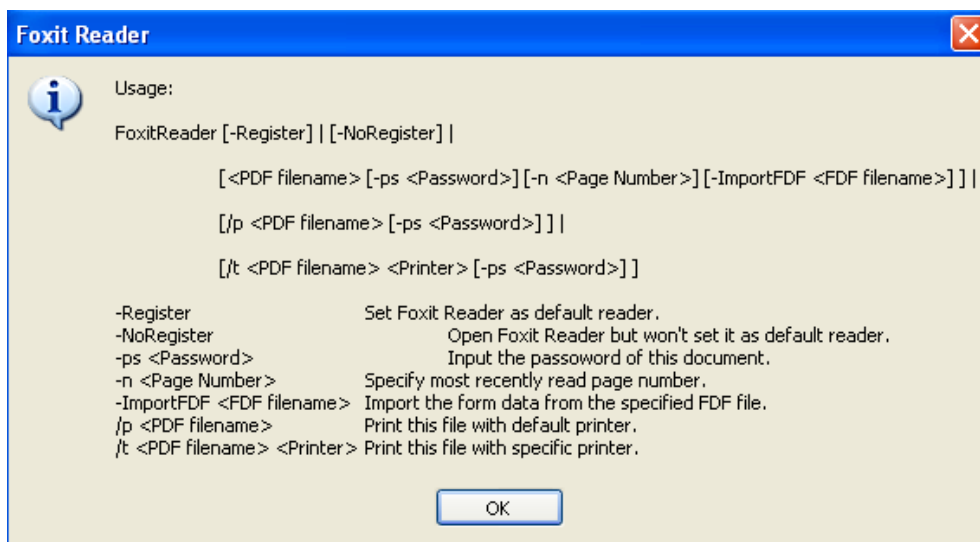 Foxit Reader
Usage:
FoxitReader [-Register] | [-NoRegister] |
[<PDF filename> [-ps <Password>] [-n <Page Number>] [-ImportFDF <FDF filename>] ] |
[/p <PDF filename> [-ps <Password>] ] |
[/t <PDF filename> <Printer> [-ps <Password>] ]
-Register Set Foxit Reader as default reader.
-NoRegister Open Foxit Reader but won't set it as default reader.
-ps <Password> Input the passoword of this document.
-n <Page Number> Specify most recently read page number.
-ImportFDF <FDF filename> Import the form data from the specified FDF file.
/p <PDF filename> Print this file with default printer.
/t <PDF filename> <Printer> Print this file with specific printer.
OK